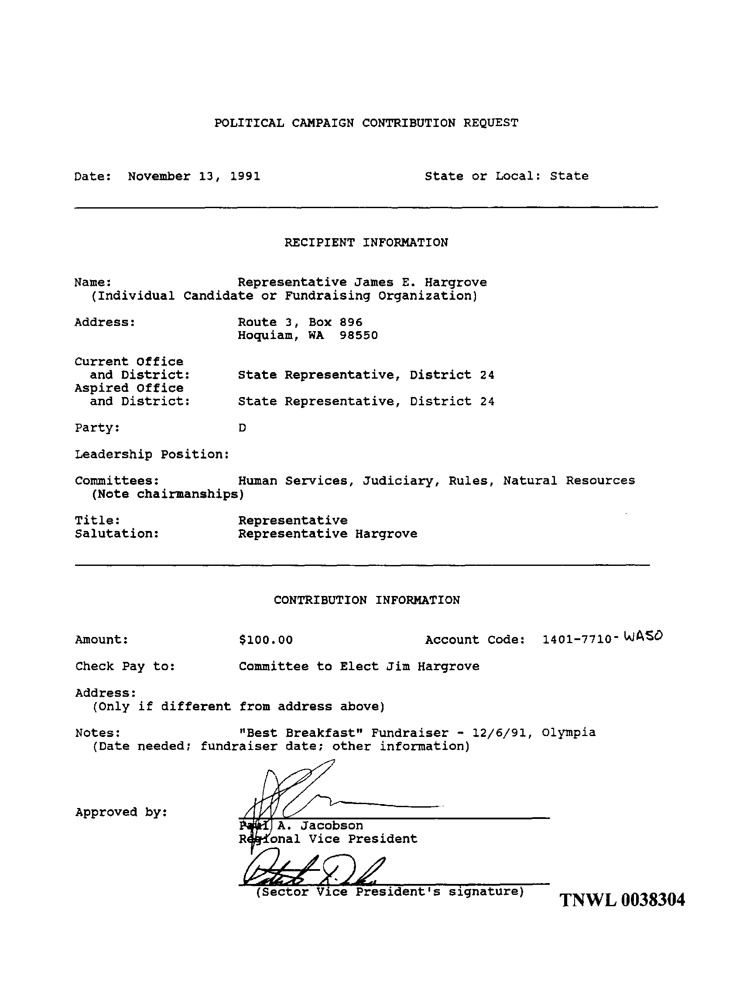 POLITICAL CAMPAIGN CONTRIBUTION REQUEST
Date: November 13, 1991 State or Local: State
RECIPIENT INFORMATION
Name: Representative James E. Hargrove
(Individual Candidate or Fundraising Organization)
Address: Route 3, Box 896
Hoquiam, WA 98550
Current Office
and District: State Representative, District 24
Aspired Office
and District: State Representative, District 24
Party: D
Leadership Position:
Committees: Human Services, Judiciary, Rules, Natural Resources
(Note chairmanships)
Title: Representative
Salutation: Representative Hargrove
CONTRIBUTION INFORMATION
Amount: $100.00 Account Code: 1401-7710-WASO
Check Pay to: Committee to Elect Jim Hargrove
Address:
(Only if different from address above)
Notes: "Best Breakfast" Fundraiser - 12/6/91, Olympia
(Date needed; fundraiser date; other information)
Approved by:
Paul A. Jacobson
Regional Vice President
(Sector Vice President's signature)
TNWL 0038304